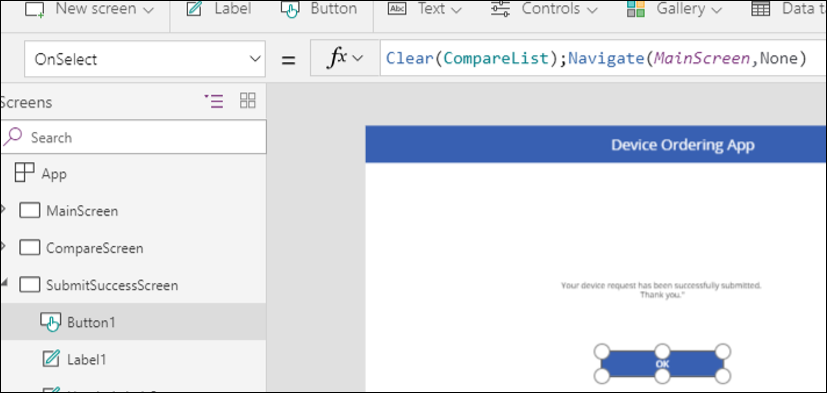 New screen Label Button Text Controls Gallery Data ta
OnSelect = fx Clear(CompareList);Navigate(MainScreen,None)
Screens
Search
App
MainScreen
CompareScreen
SubmitSuccessScreen
Button1
Label1
Device Ordering App
Your device request has been successfully submitted.
Thank you."
OK